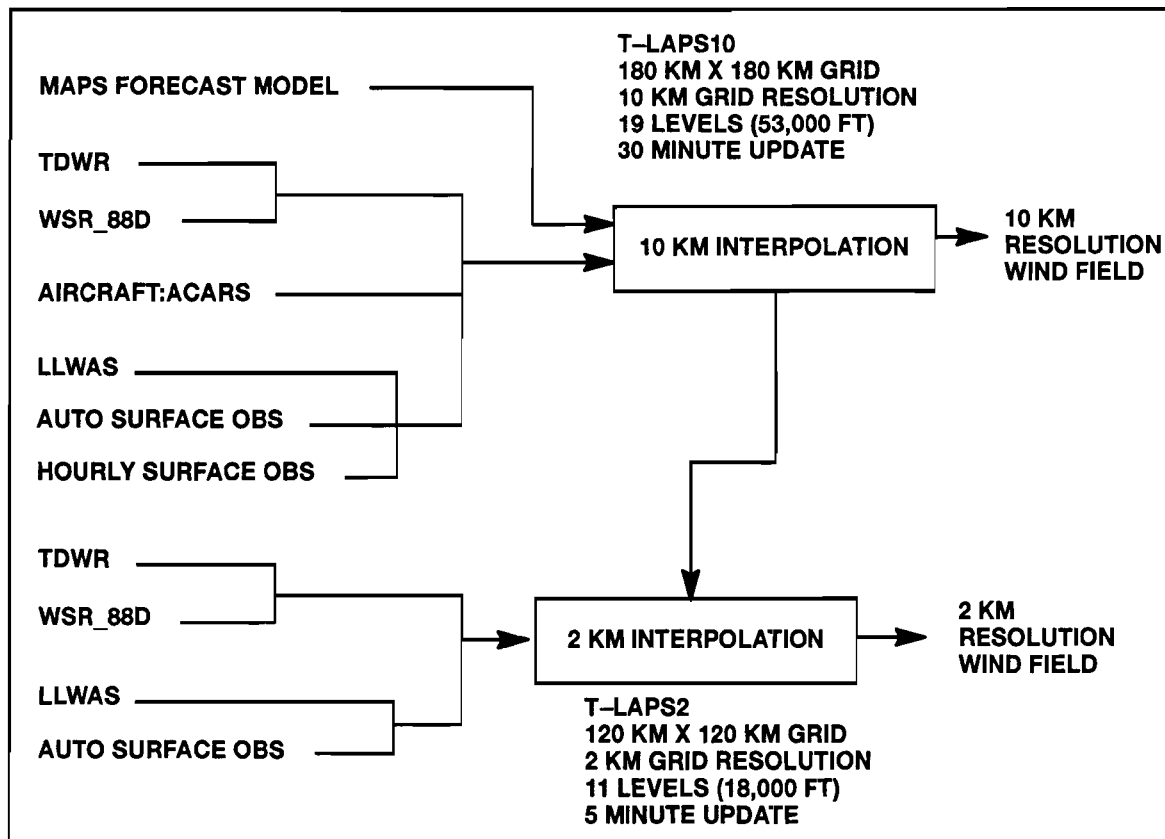 T–LAPS10
180 KM X 180 KM GRID
10 KM GRID RESOLUTION
19 LEVELS (53,000 FT)
30 MINUTE UPDATE
MAPS FORECAST MODEL
TDWR
WSR_88D
AIRCRAFT:ACARS
LLWAS
AUTO SURFACE OBS
HOURLY SURFACE OBS
10 KM INTERPOLATION
10 KM
RESOLUTION
WIND FIELD
TDWR
WSR_88D
LLWAS
AUTO SURFACE OBS
2 KM INTERPOLATION
2 KM
RESOLUTION
WIND FIELD
T–LAPS2
120 KM X 120 KM GRID
2 KM GRID RESOLUTION
11 LEVELS (18,000 FT)
5 MINUTE UPDATE